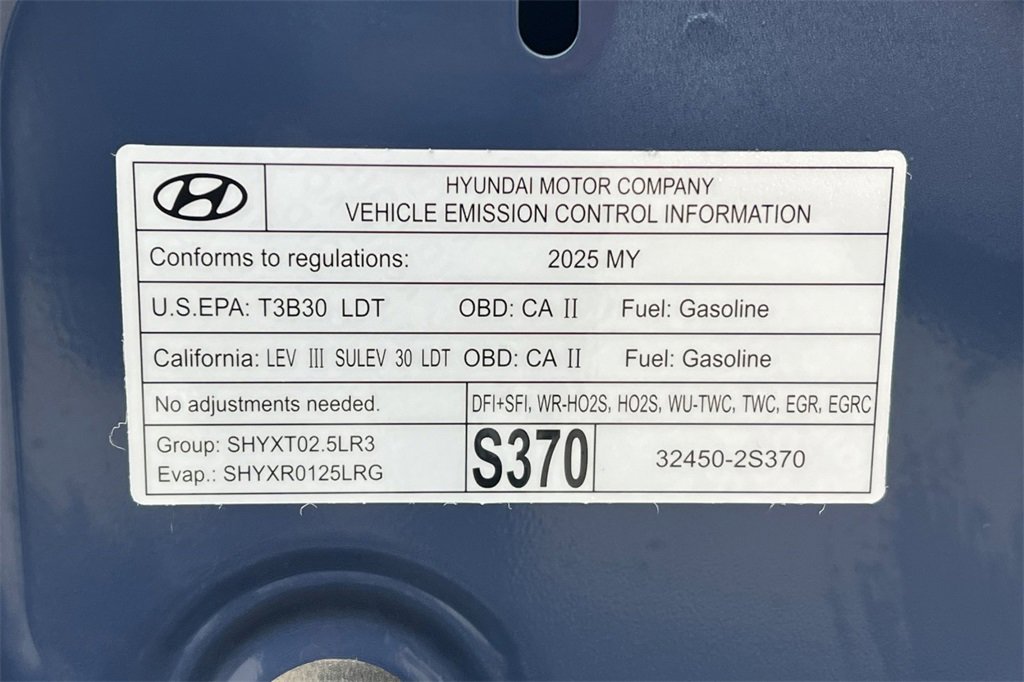 HYUNDAI MOTOR COMPANY
VEHICLE EMISSION CONTROL INFORMATION
Conforms to regulations: 2025 MY
U.S.EPA: T3B30 LDT OBD: CA II Fuel: Gasoline
California: LEV III SULEV 30 LDT OBD: CA II Fuel: Gasoline
No adjustments needed. DFI+SFI, WR-HO2S, HO2S, WU-TWC, TWC, EGR, EGRC
Group: SHYXT02.5LR3
Evap.: SHYXR0125LRG
S370
32450-2S370